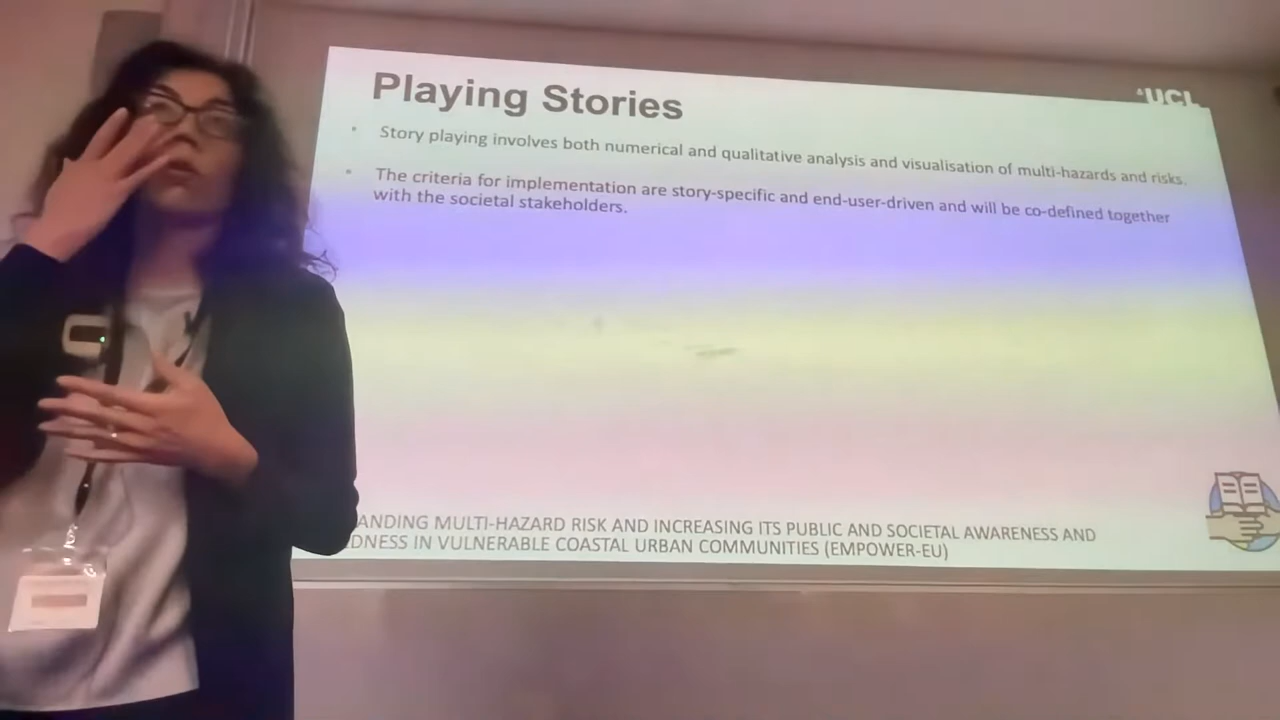 Playing Stories
UCL
Story playing involves both numerical and qualitative analysis and visualisation of multi-hazards and risks.
The criteria for implementation are story-specific and end-user-driven and will be co-defined together
with the societal stakeholders.
ANDING MULTI-HAZARD RISK AND INCREASING ITS PUBLIC AND SOCIETAL AWARENESS AND
EDNESS IN VULNERABLE COASTAL URBAN COMMUNITIES (EMPOWER-EU)